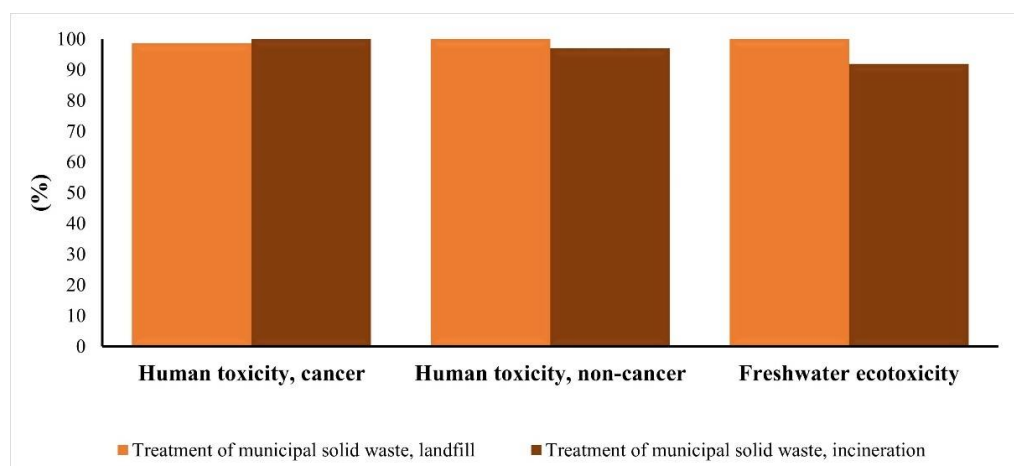 100
90
80
70
60
50
40
30
20
10
0
(%)
Human toxicity, cancer
Human toxicity, non-cancer
Freshwater ecotoxicity
Treatment of municipal solid waste, landfill
Treatment of municipal solid waste, incineration